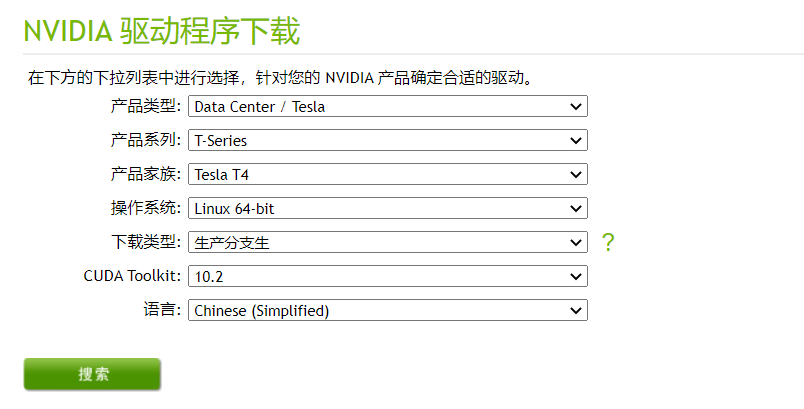 NVIDIA 驱动程序下载
在下方的下拉列表中进行选择，针对您的 NVIDIA 产品确定合适的驱动。
产品类型: Data Center / Tesla
产品系列: T-Series
产品家族: Tesla T4
操作系统: Linux 64-bit
下载类型: 生产分支生 ?
CUDA Toolkit: 10.2
语言: Chinese (Simplified)
搜索